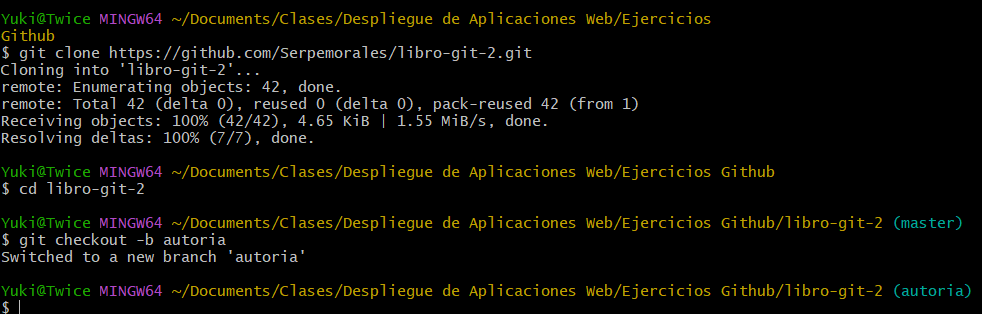 Yuki@Twice MINGW64 ~/Documents/Clases/Despliegue de Aplicaciones Web/Ejercicios
Github
$ git clone https://github.com/Serpemorales/libro-git-2.git
Cloning into 'libro-git-2'...
remote: Enumerating objects: 42, done.
remote: Total 42 (delta 0), reused 0 (delta 0), pack-reused 42 (from 1)
Receiving objects: 100% (42/42), 4.65 KiB | 1.55 MiB/s, done.
Resolving deltas: 100% (7/7), done.
Yuki@Twice MINGW64 ~/Documents/Clases/Despliegue de Aplicaciones Web/Ejercicios Github
$ cd libro-git-2
Yuki@Twice MINGW64 ~/Documents/Clases/Despliegue de Aplicaciones Web/Ejercicios Github/libro-git-2 (master)
$ git checkout -b autoria
Switched to a new branch 'autoria'
Yuki@Twice MINGW64 ~/Documents/Clases/Despliegue de Aplicaciones Web/Ejercicios Github/libro-git-2 (autoria)
$